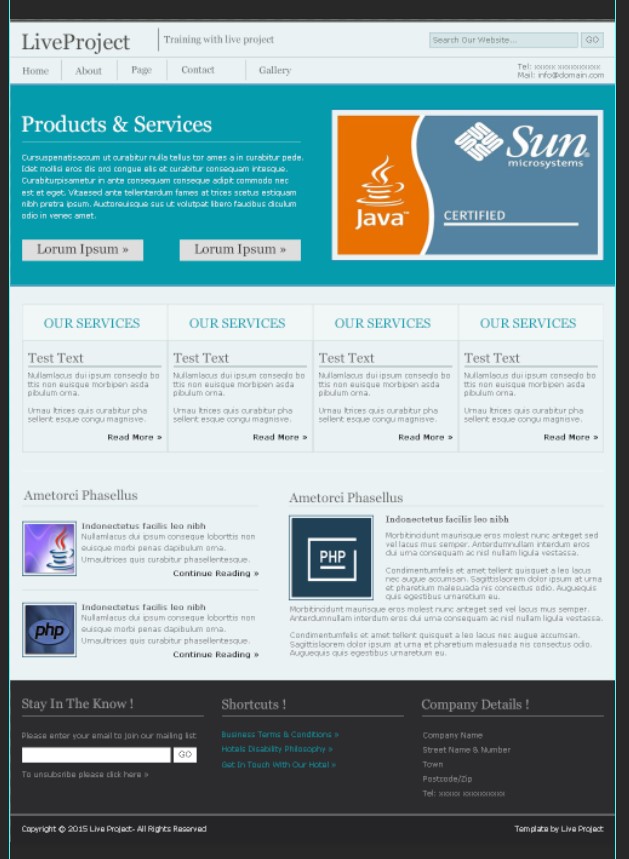 LiveProject
Training with live project
Search Our Website...
GO
Home
About
Page
Contact
Gallery
Tel: xxxxx xxxxxxxxxxx
Mail: info@domain.com
Products & Services
Cursuspenatisaccum ut curabitur nulla tellus tor ames a in curabitur pede.
Idet mollisi eros dis orci congue elis et curabitur consequam intesque.
Curabiturpisametur in ante consequam conseque adipit commodo nec
est et eget. Vitaesed ante tellenterdum fames at trices scetus estiquam
nibh pretra ipsum. Auctoreuisque sus ut volutpat libero faucibus diculum
odio in venec amet.
Lorum Ipsum »
Lorum Ipsum »
Java™
Sun
microsystems
CERTIFIED
OUR SERVICES
Test Text
Nullamlacus dui ipsum conseqlo bo
ttis non euisque morbipen asda
pibulum orna.
Urnau ltrices quis curabitur pha
sellent esque congu magnisve.
Read More »
OUR SERVICES
Test Text
Nullamlacus dui ipsum conseqlo bo
ttis non euisque morbipen asda
pibulum orna.
Urnau ltrices quis curabitur pha
sellent esque congu magnisve.
Read More »
OUR SERVICES
Test Text
Nullamlacus dui ipsum conseqlo bo
ttis non euisque morbipen asda
pibulum orna.
Urnau ltrices quis curabitur pha
sellent esque congu magnisve.
Read More »
OUR SERVICES
Test Text
Nullamlacus dui ipsum conseqlo bo
ttis non euisque morbipen asda
pibulum orna.
Urnau ltrices quis curabitur pha
sellent esque congu magnisve.
Read More »
Ametorci Phasellus
Indonectetus facilis leo nibh
Nullamlacus dui ipsum conseque loborttis non
euisque morbi penas dapibulum orna.
Urnaultrices quis curabitur phasellentesque.
Continue Reading »
php
Indonectetus facilis leo nibh
Nullamlacus dui ipsum conseque loborttis non
euisque morbi penas dapibulum orna.
Urnaultrices quis curabitur phasellentesque.
Continue Reading »
Ametorci Phasellus
PHP
Indonectetus facilis leo nibh
Morbitincidunt maurisque eros molest nunc anteget sed
vel lacus mus semper. Anterdumnullam interdum eros
dui urna consequam ac nisl nullam ligula vestassa.
Condimentumfelis et amet tellent quisquet a leo lacus
nec augue accumsan. Sagittislaorem dolor ipsum at urna
et pharetium malesuada nis consectus odio. Auguequis
quis egestibus urnaretium eu.
Morbitincidunt maurisque eros molest nunc anteget sed vel lacus mus semper.
Anterdumnullam interdum eros dui urna consequam ac nisl nullam ligula vestassa.
Condimentumfelis et amet tellent quisquet a leo lacus nec augue accumsan.
Sagittislaorem dolor ipsum at urna et pharetium malesuada nis consectus odio.
Auguequis quis egestibus urnaretium eu.
Stay In The Know !
Please enter your email to join our mailing list
GO
To unsubsribe please click here »
Shortcuts !
Business Terms & Conditions »
Hotels Disability Philosophy »
Get In Touch With Our Hotel »
Company Details !
Company Name
Street Name & Number
Town
Postcode/Zip
Tel: xxxxx xxxxxxxxxxx
Copyright © 2015 Live Project- All Rights Reserved
Template by Live Project